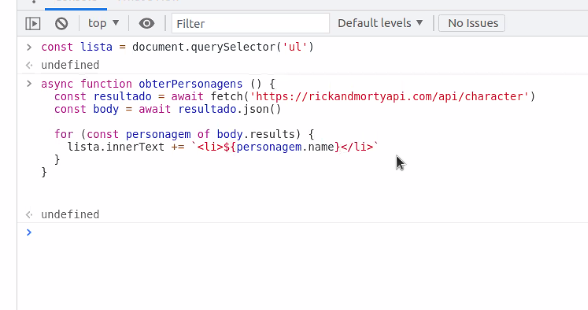 top
Filter
Default levels
No Issues
const lista = document.querySelector('ul')
undefined
async function obterPersonagens () {
const resultado = await fetch('https://rickandmortyapi.com/api/character')
const body = await resultado.json()
for (const personagem of body.results) {
lista.innerText += `<li>${personagem.name}</li>`
}
}
undefined